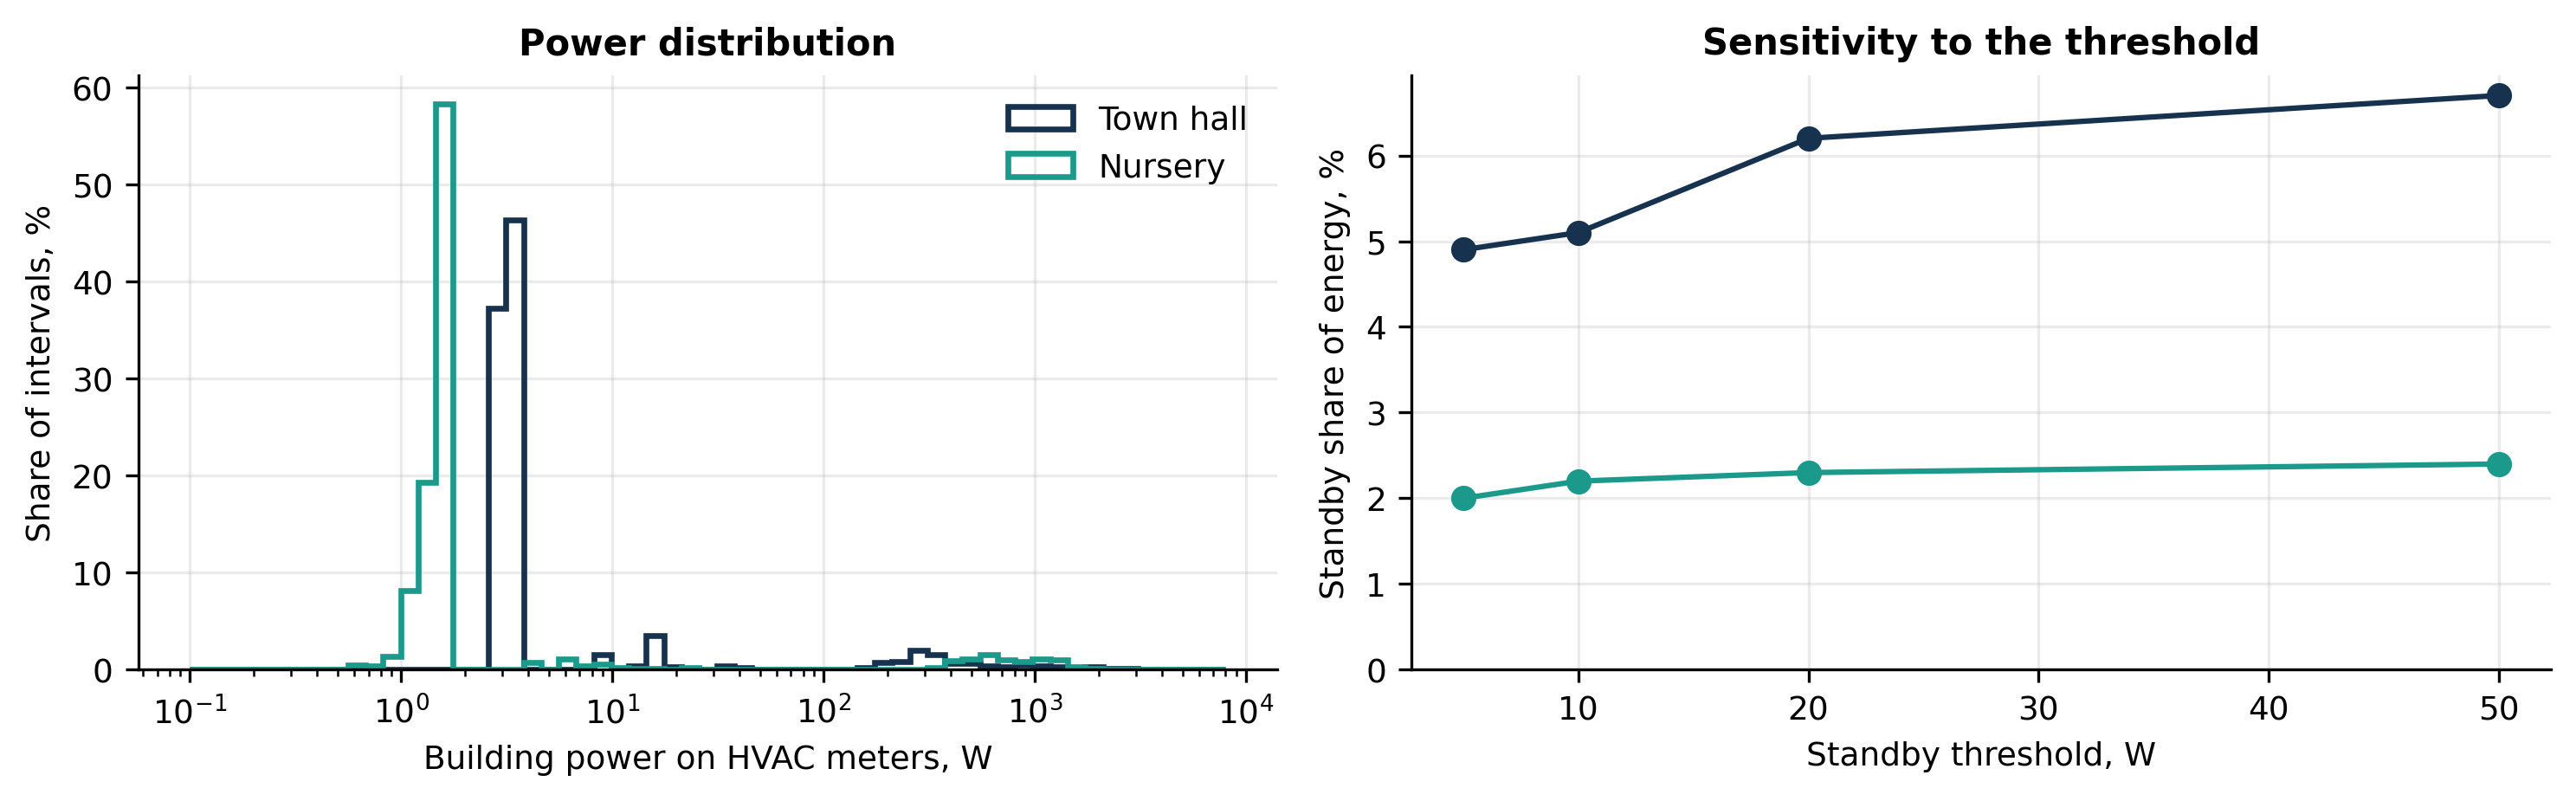 Power distribution
Share of intervals, %
60
50
40
30
20
10
0
Town hall
Nursery
10⁻¹ 10⁰ 10¹ 10² 10³ 10⁴
Building power on HVAC meters, W
Sensitivity to the threshold
Standby share of energy, %
6
5
4
3
2
1
0
10 20 30 40 50
Standby threshold, W